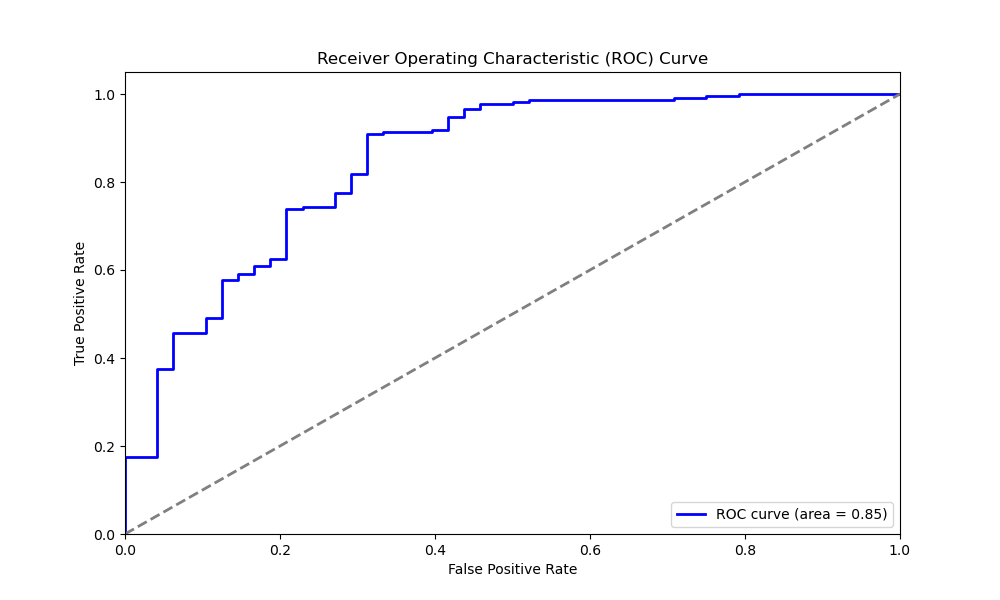 Receiver Operating Characteristic (ROC) Curve
1.0
0.8
0.6
0.4
0.2
0.0
True Positive Rate
ROC curve (area = 0.85)
0.0 0.2 0.4 0.6 0.8 1.0
False Positive Rate